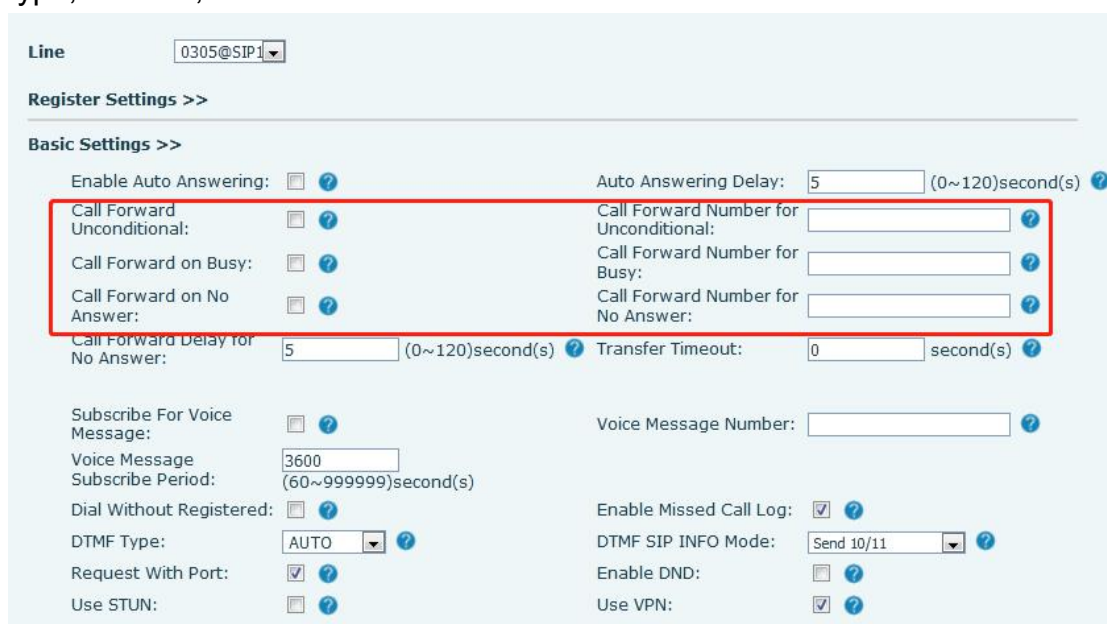 Line 0305@SIP1
Register Settings >>
Basic Settings >>
Enable Auto Answering: ? Auto Answering Delay: 5 (0~120)second(s) ?
Call Forward Unconditional: ? Call Forward Number for Unconditional: ?
Call Forward on Busy: ? Call Forward Number for Busy: ?
Call Forward on No Answer: ? Call Forward Number for No Answer: ?
Call Forward Delay for No Answer: 5 (0~120)second(s) ? Transfer Timeout: 0 second(s) ?
Subscribe For Voice Message: ? Voice Message Number: ?
Voice Message Subscribe Period: 3600 (60~999999)second(s)
Dial Without Registered: ? Enable Missed Call Log: ?
DTMF Type: AUTO ? DTMF SIP INFO Mode: Send 10/11 ?
Request With Port: ? Enable DND: ?
Use STUN: ? Use VPN: ?